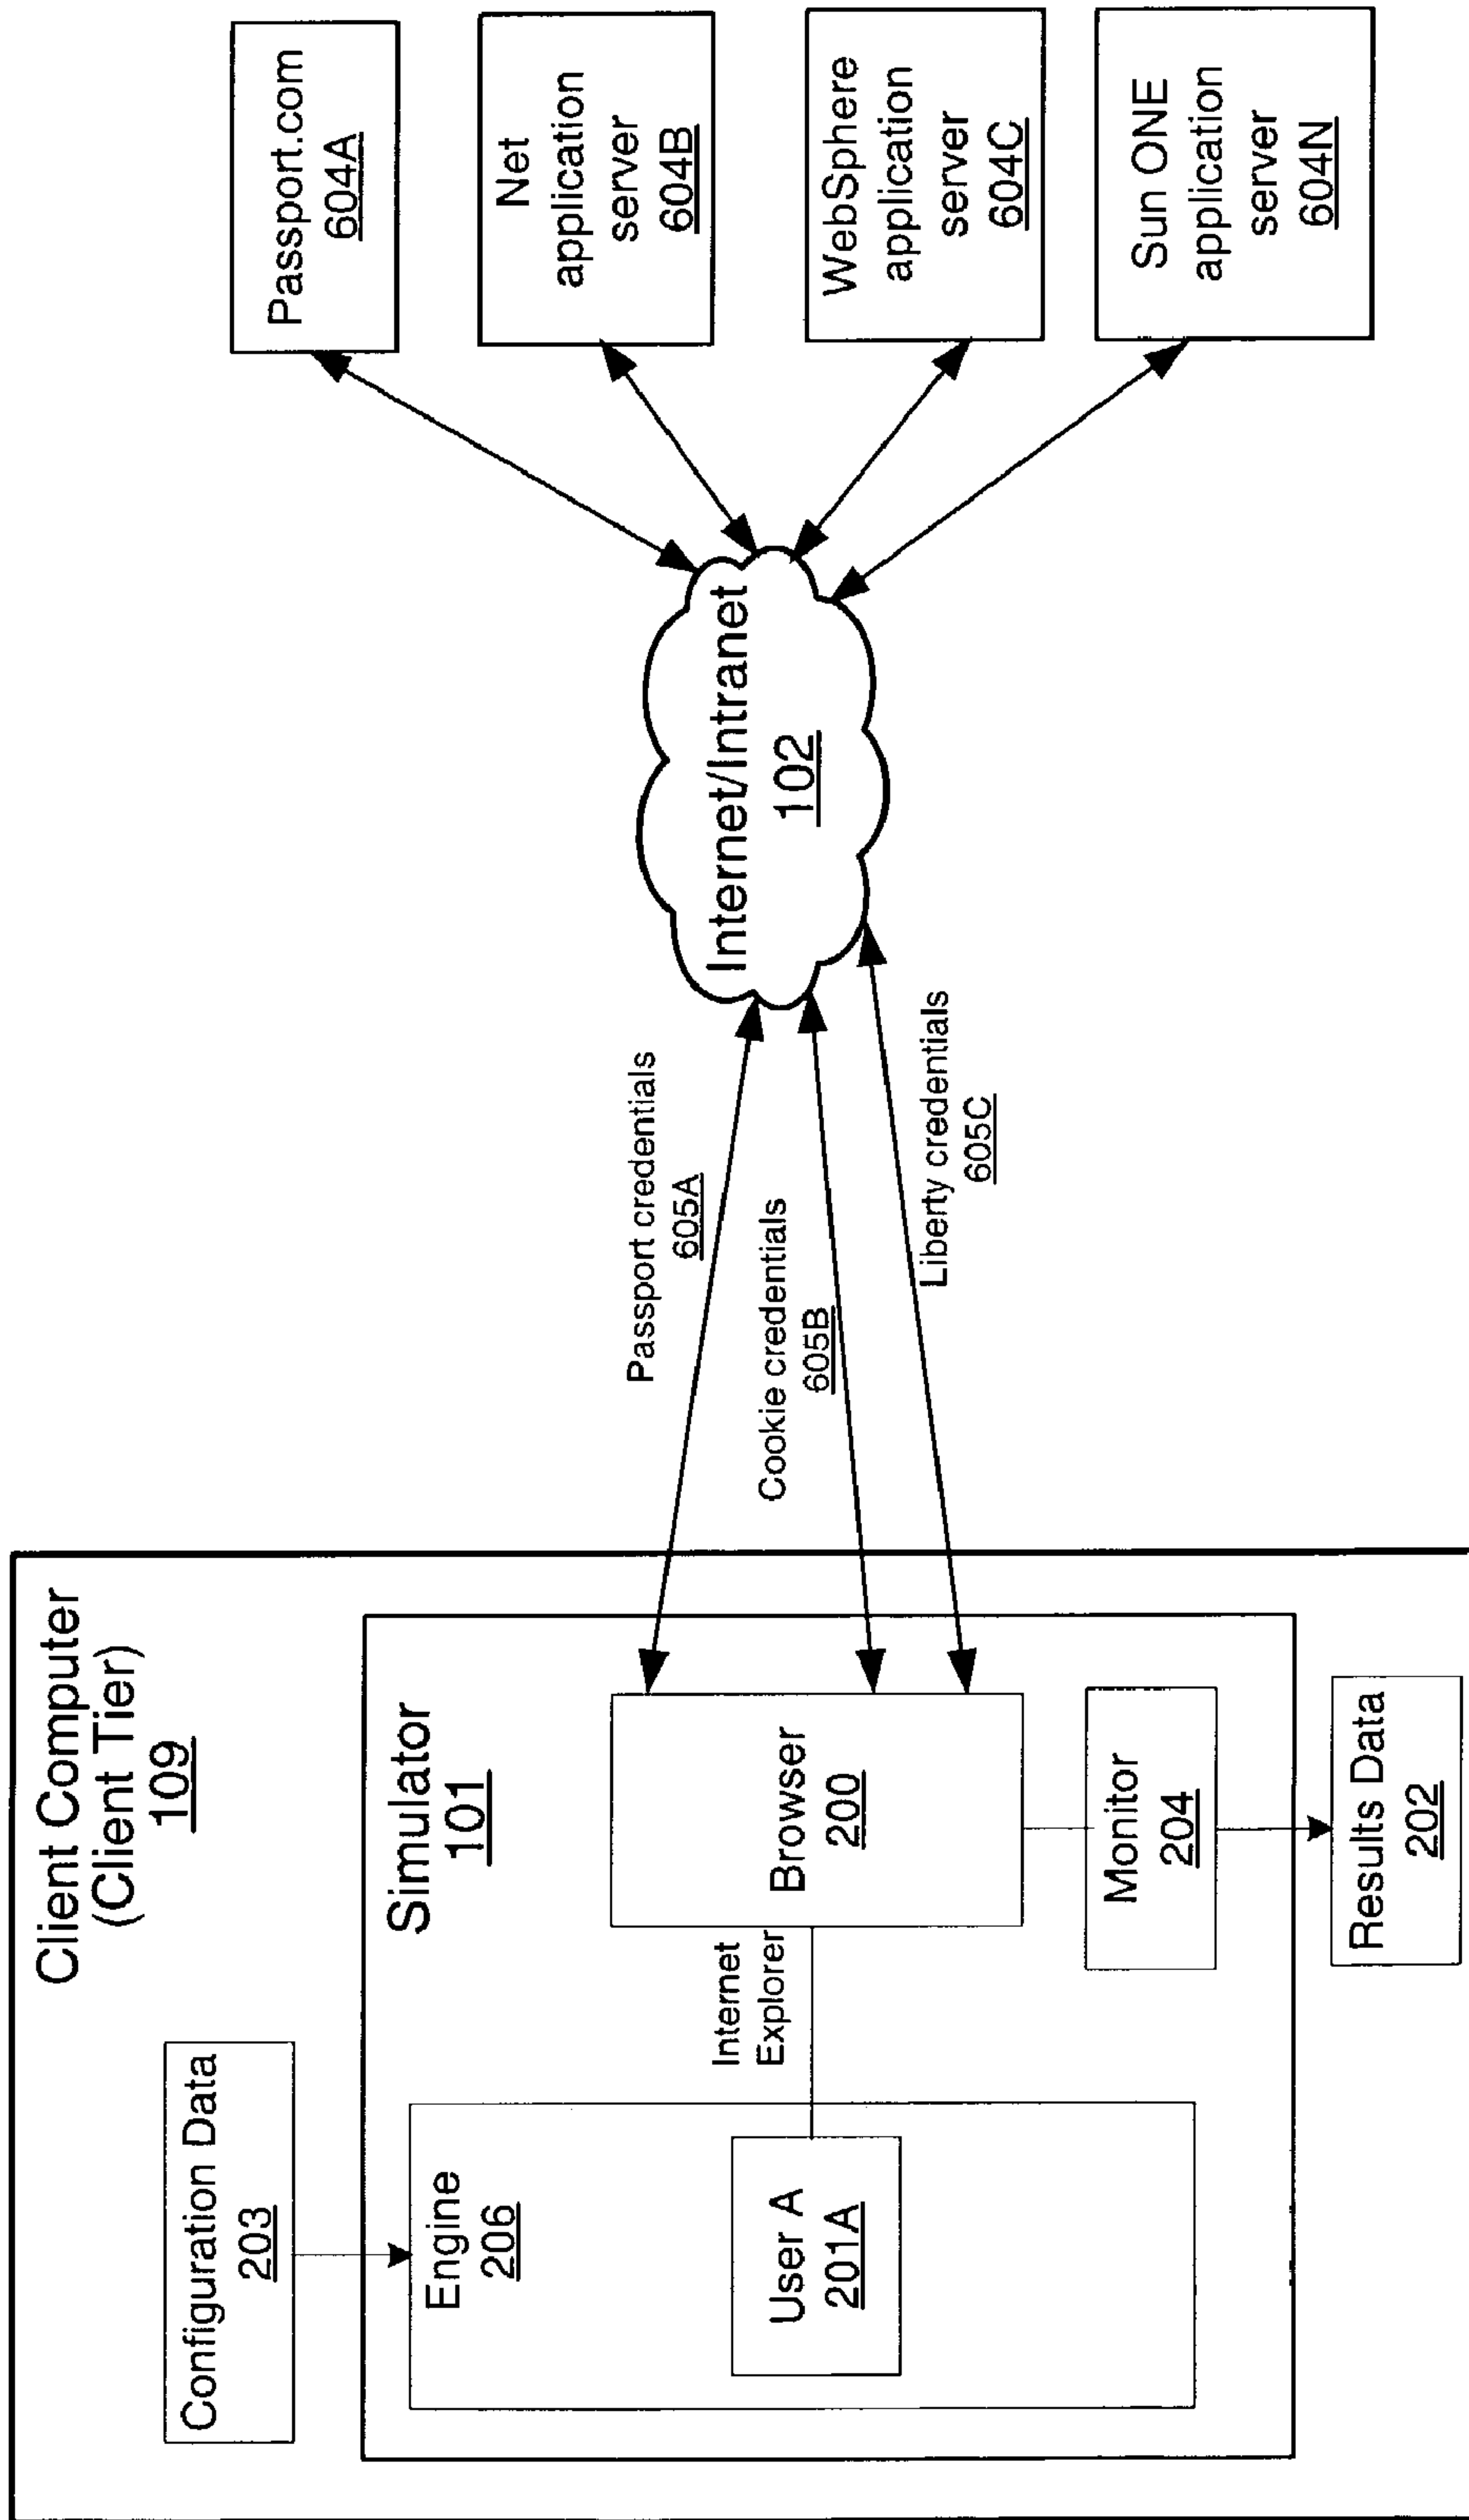 Client Computer
(Client Tier)
109
Configuration Data
203
Simulator
101
Engine
206
User A
201A
Internet
Explorer
Browser
200
Monitor
204
Results Data
202
Passport credentials
605A
Cookie credentials
605B
Liberty credentials
605C
Internet/Intranet
102
Passport.com
604A
Net
application
server
604B
WebSphere
application
server
604C
Sun ONE
application
server
604N